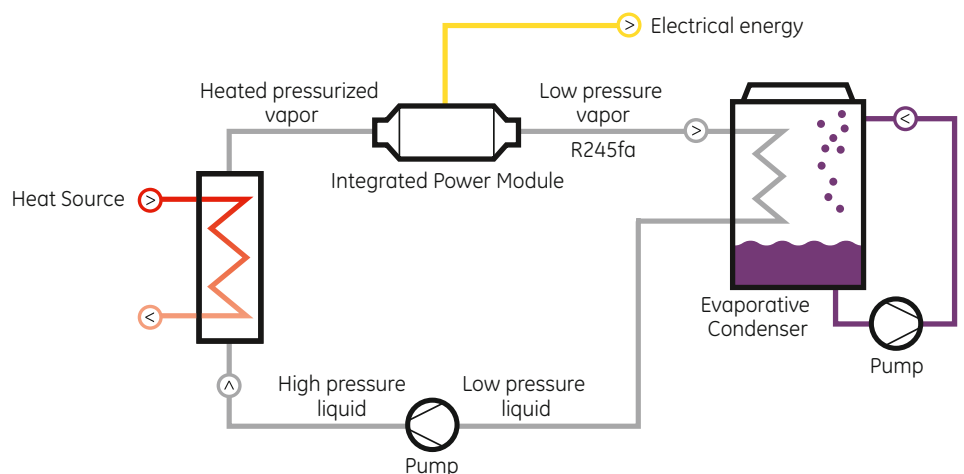 Electrical energy
Heated pressurized
vapor
Low pressure
vapor
R245fa
Integrated Power Module
Heat Source
Evaporative
Condenser
Pump
High pressure
liquid
Low pressure
liquid
Pump